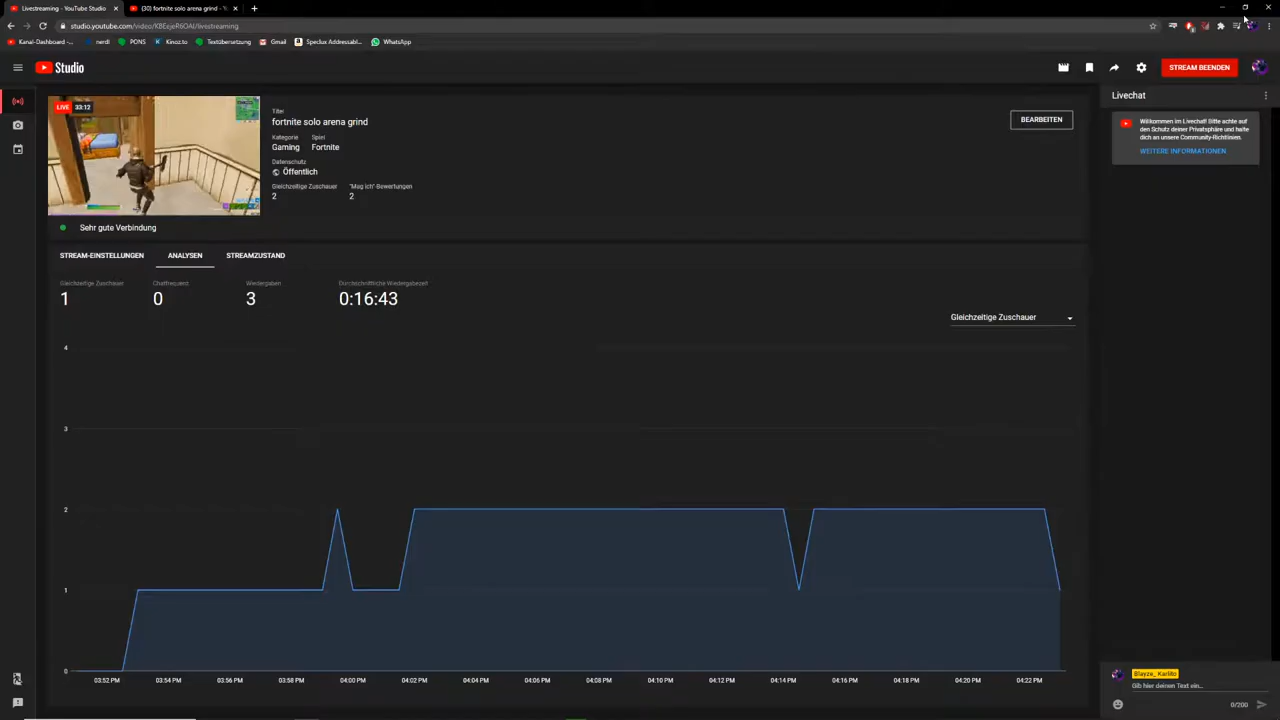 Livestreaming - YouTube Studio
(30) fortnite solo arena grind - Y
studio.youtube.com/video/KBEejeR6OAI/livestreaming
Kanal-Dashboard -...
nerdl
PONS
Kinoz.to
Textübersetzung
Gmail
Speclux Addressabl...
WhatsApp
Studio
STREAM BEENDEN
LIVE 33:12
Titel
fortnite solo arena grind
Kategorie Spiel
Gaming Fortnite
Datenschutz
Öffentlich
Gleichzeitige Zuschauer "Mag ich"-Bewertungen
2 2
BEARBEITEN
Sehr gute Verbindung
STREAM-EINSTELLUNGEN ANALYSEN STREAMZUSTAND
Gleichzeitige Zuschauer Chatfrequenz Wiedergaben Durchschnittliche Wiedergabezeit
1 0 3 0:16:43
Gleichzeitige Zuschauer
4
3
2
1
0
03:52 PM 03:54 PM 03:56 PM 03:58 PM 04:00 PM 04:02 PM 04:04 PM 04:06 PM 04:08 PM 04:10 PM 04:12 PM 04:14 PM 04:16 PM 04:18 PM 04:20 PM 04:22 PM
Livechat
Willkommen im Livechat! Bitte achte auf
den Schutz deiner Privatsphäre und halte
dich an unsere Community-Richtlinien.
WEITERE INFORMATIONEN
Blayze_ Karlito
Gib hier deinen Text ein...
0/200